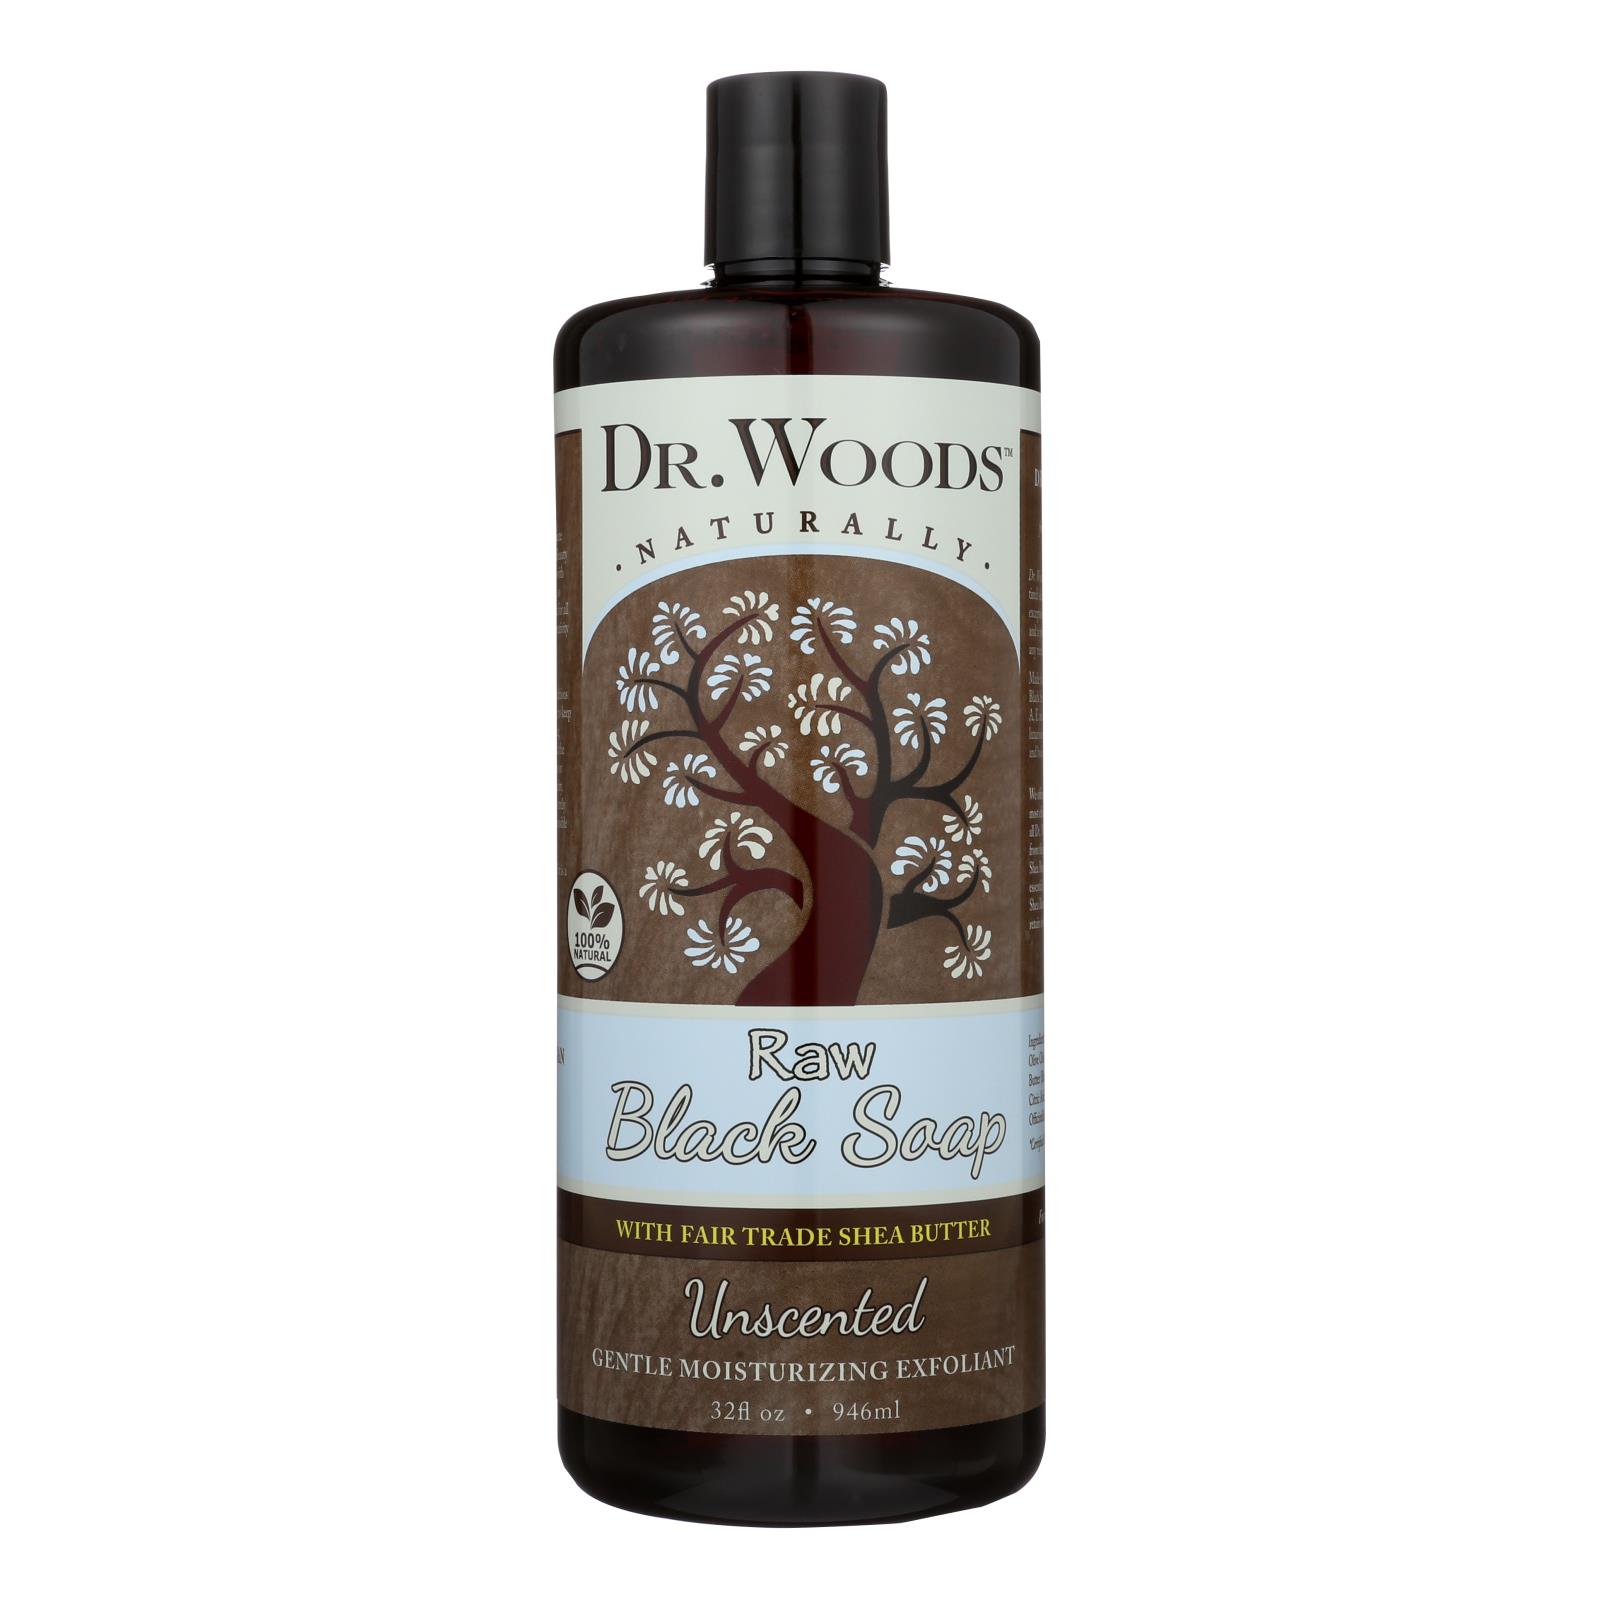 DR. WOODS™
· NATURALLY ·
100%
NATURAL
Raw
Black Soap
WITH FAIR TRADE SHEA BUTTER
Unscented
GENTLE MOISTURIZING EXFOLIANT
32fl oz • 946ml